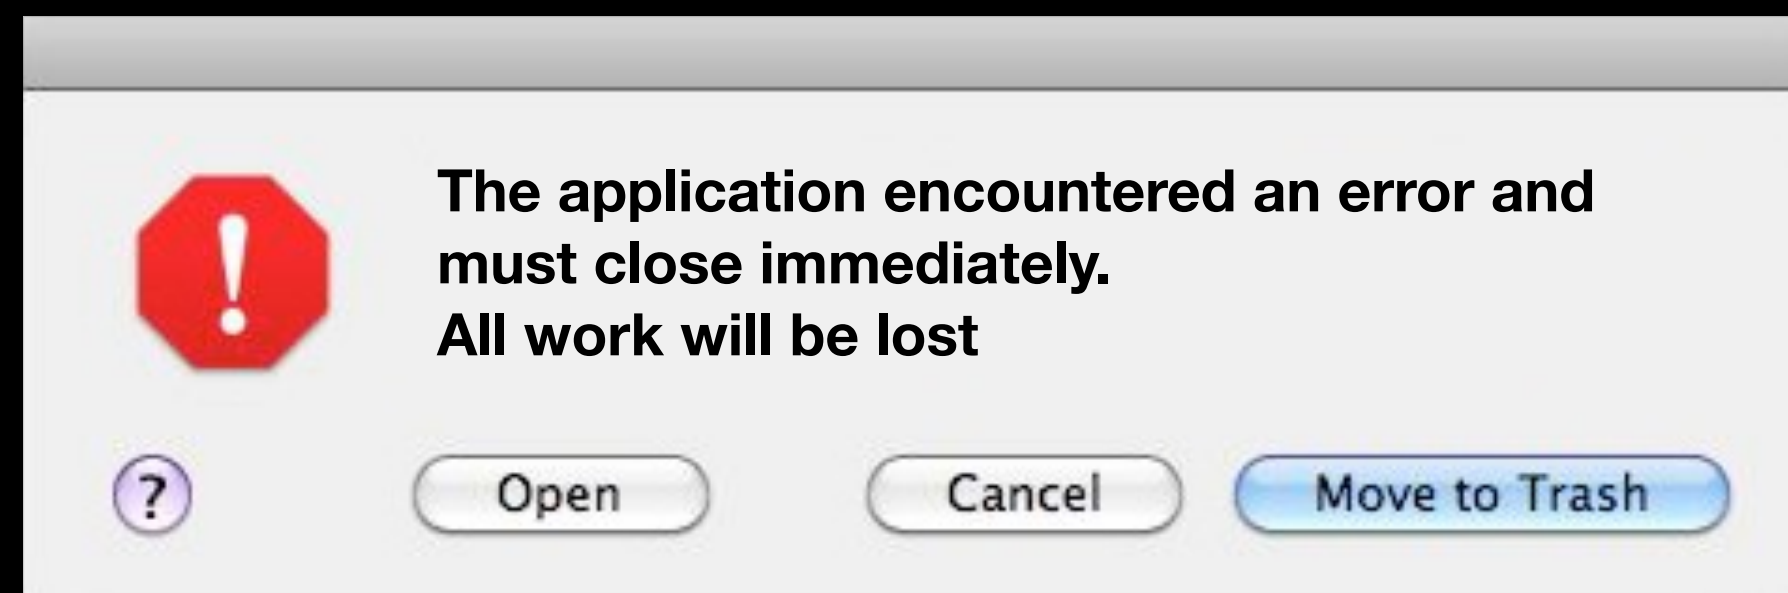 !
The application encountered an error and
must close immediately.
All work will be lost
? Open Cancel Move to Trash